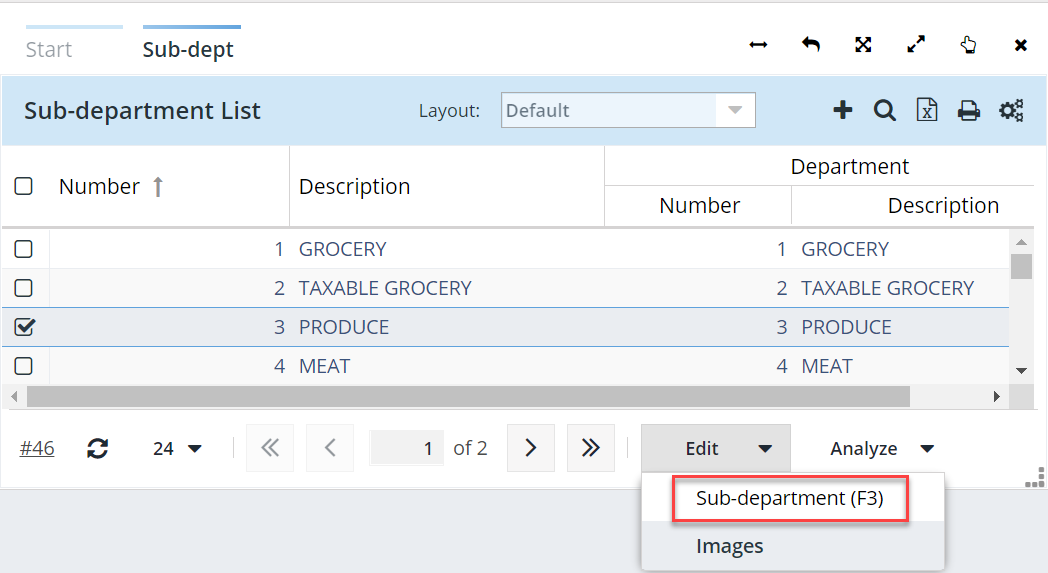 Start Sub-dept
Sub-department List Layout: Default
Department
Number Description
Number Description
1 GROCERY 1 GROCERY
2 TAXABLE GROCERY 2 TAXABLE GROCERY
3 PRODUCE 3 PRODUCE
4 MEAT 4 MEAT
#46 24 1 of 2 Edit Analyze
Sub-department (F3)
Images